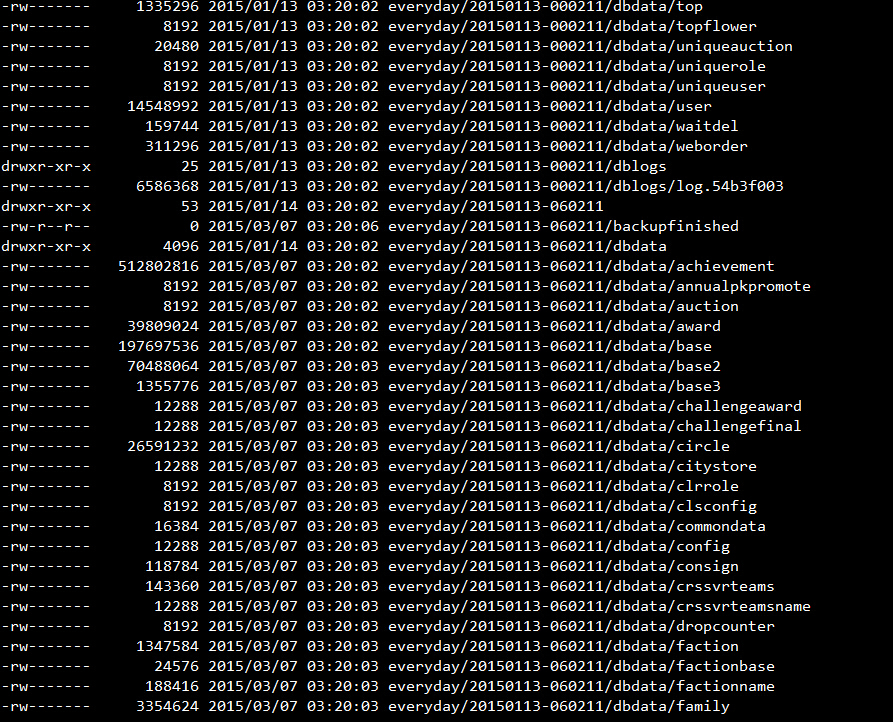 -rw------- 1335296 2015/01/13 03:20:02 everyday/20150113-000211/dbdata/top
-rw------- 8192 2015/01/13 03:20:02 everyday/20150113-000211/dbdata/topflower
-rw------- 20480 2015/01/13 03:20:02 everyday/20150113-000211/dbdata/uniqueauction
-rw------- 8192 2015/01/13 03:20:02 everyday/20150113-000211/dbdata/uniquerole
-rw------- 8192 2015/01/13 03:20:02 everyday/20150113-000211/dbdata/uniqueuser
-rw------- 14548992 2015/01/13 03:20:02 everyday/20150113-000211/dbdata/user
-rw------- 159744 2015/01/13 03:20:02 everyday/20150113-000211/dbdata/waitdel
-rw------- 311296 2015/01/13 03:20:02 everyday/20150113-000211/dbdata/weborder
drwxr-xr-x 25 2015/01/13 03:20:02 everyday/20150113-000211/dblogs
-rw------- 6586368 2015/01/13 03:20:02 everyday/20150113-000211/dblogs/log.54b3f003
drwxr-xr-x 53 2015/01/14 03:20:02 everyday/20150113-060211
-rw-r--r-- 0 2015/03/07 03:20:06 everyday/20150113-060211/backupfinished
drwxr-xr-x 4096 2015/01/14 03:20:02 everyday/20150113-060211/dbdata
-rw------- 512802816 2015/03/07 03:20:02 everyday/20150113-060211/dbdata/achievement
-rw------- 8192 2015/03/07 03:20:02 everyday/20150113-060211/dbdata/annualpkpromote
-rw------- 8192 2015/03/07 03:20:02 everyday/20150113-060211/dbdata/auction
-rw------- 39809024 2015/03/07 03:20:02 everyday/20150113-060211/dbdata/award
-rw------- 197697536 2015/03/07 03:20:02 everyday/20150113-060211/dbdata/base
-rw------- 70488064 2015/03/07 03:20:03 everyday/20150113-060211/dbdata/base2
-rw------- 1355776 2015/03/07 03:20:03 everyday/20150113-060211/dbdata/base3
-rw------- 12288 2015/03/07 03:20:03 everyday/20150113-060211/dbdata/challengeaward
-rw------- 12288 2015/03/07 03:20:03 everyday/20150113-060211/dbdata/challengefinal
-rw------- 26591232 2015/03/07 03:20:03 everyday/20150113-060211/dbdata/circle
-rw------- 12288 2015/03/07 03:20:03 everyday/20150113-060211/dbdata/citystore
-rw------- 8192 2015/03/07 03:20:03 everyday/20150113-060211/dbdata/clrrole
-rw------- 8192 2015/03/07 03:20:03 everyday/20150113-060211/dbdata/clsconfig
-rw------- 16384 2015/03/07 03:20:03 everyday/20150113-060211/dbdata/commondata
-rw------- 12288 2015/03/07 03:20:03 everyday/20150113-060211/dbdata/config
-rw------- 118784 2015/03/07 03:20:03 everyday/20150113-060211/dbdata/consign
-rw------- 143360 2015/03/07 03:20:03 everyday/20150113-060211/dbdata/crssvrteams
-rw------- 12288 2015/03/07 03:20:03 everyday/20150113-060211/dbdata/crssvrteamsname
-rw------- 8192 2015/03/07 03:20:03 everyday/20150113-060211/dbdata/dropcounter
-rw------- 1347584 2015/03/07 03:20:03 everyday/20150113-060211/dbdata/faction
-rw------- 24576 2015/03/07 03:20:03 everyday/20150113-060211/dbdata/factionbase
-rw------- 188416 2015/03/07 03:20:03 everyday/20150113-060211/dbdata/factionname
-rw------- 3354624 2015/03/07 03:20:03 everyday/20150113-060211/dbdata/family